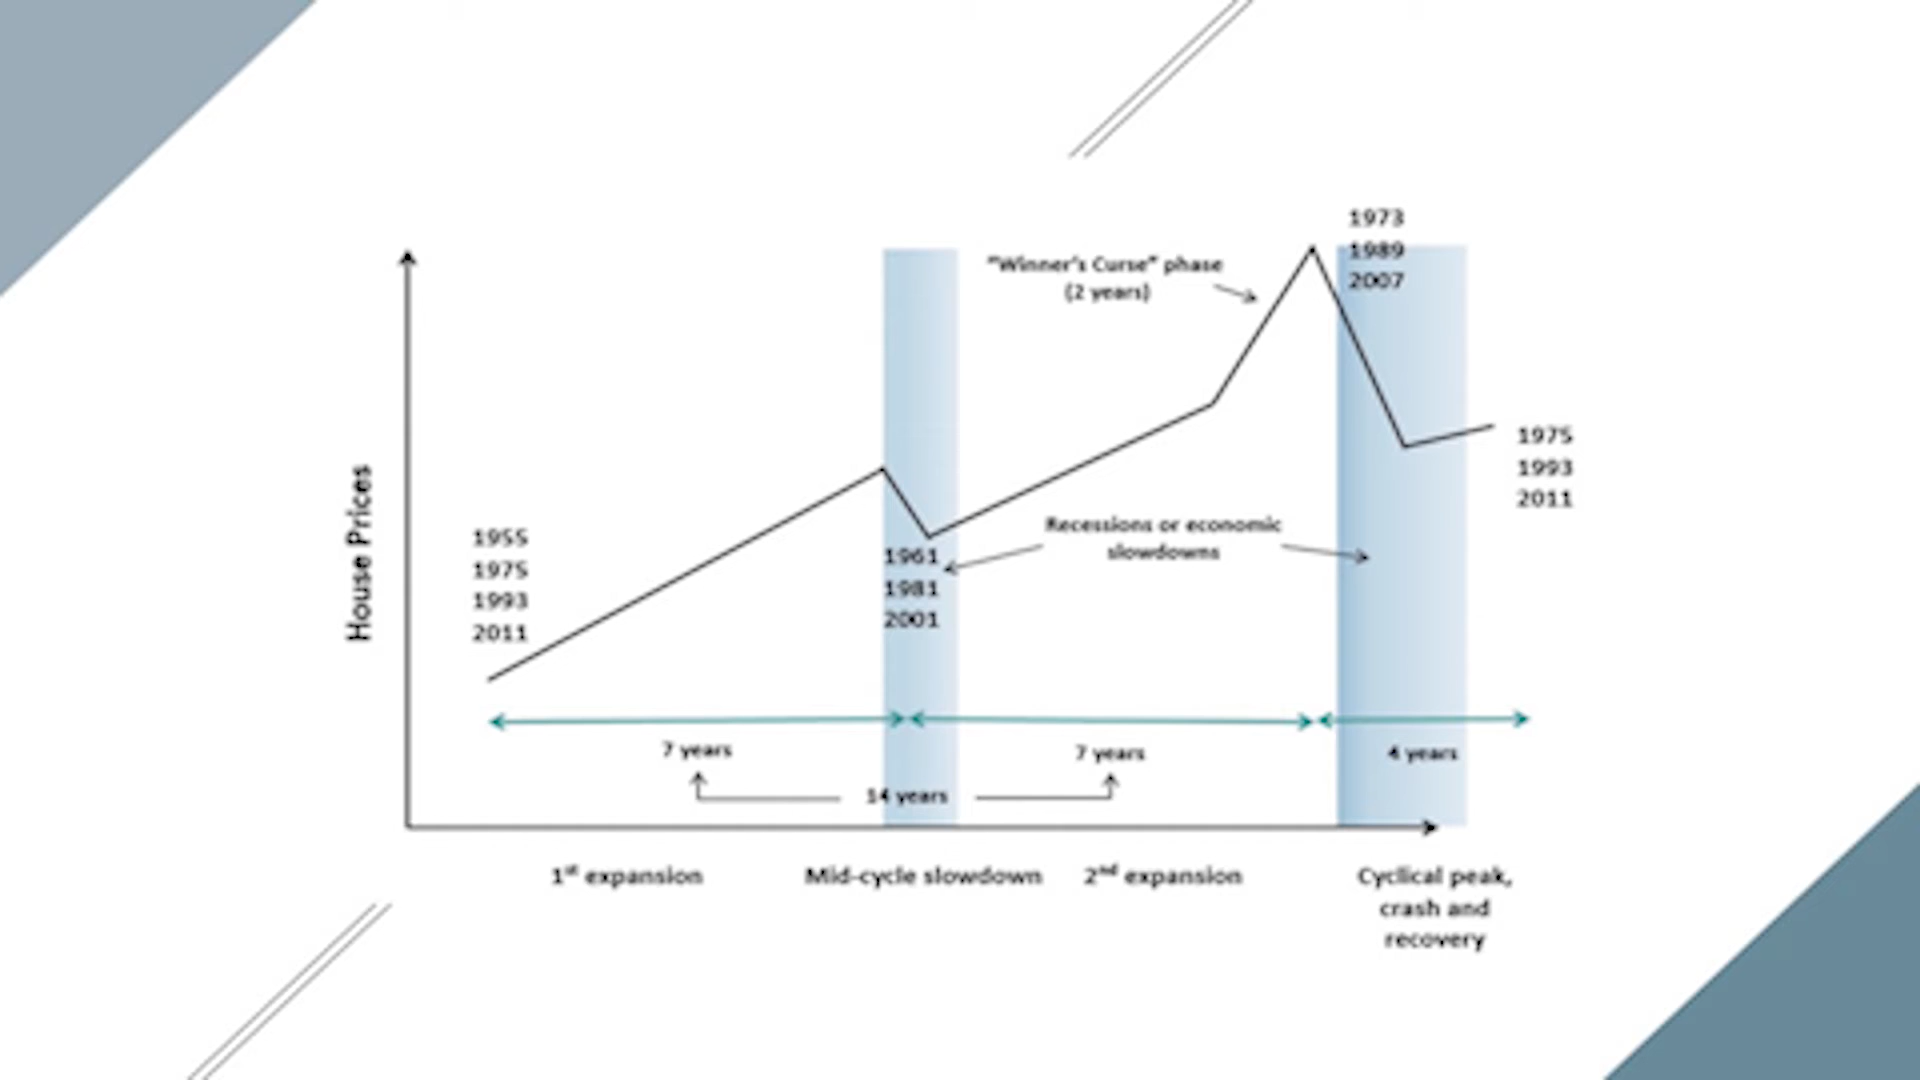 1973
1989
2007
"Winner's Curse" phase
(2 years)
House Prices
1955
1975
1993
2011
1961
1981
2001
Recessions or economic
slowdowns
1975
1993
2011
7 years
7 years
4 years
14 years
1st expansion
Mid-cycle slowdown
2nd expansion
Cyclical peak,
crash and
recovery